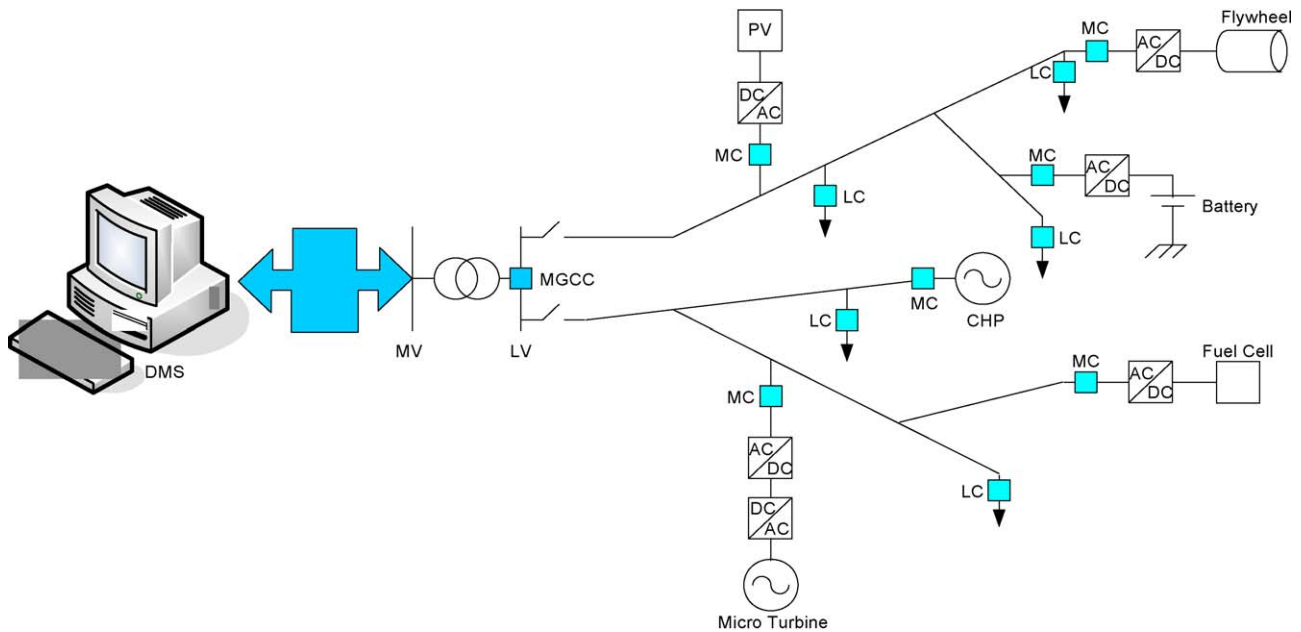 Flywheel
MC
AC
DC
PV
LC
DC
AC
MC
MC
AC
DC
LC
Battery
LC
MGCC
MC
CHP
LC
MV
LV
DMS
Fuel Cell
MC
AC
DC
MC
AC
DC
LC
DC
AC
Micro Turbine